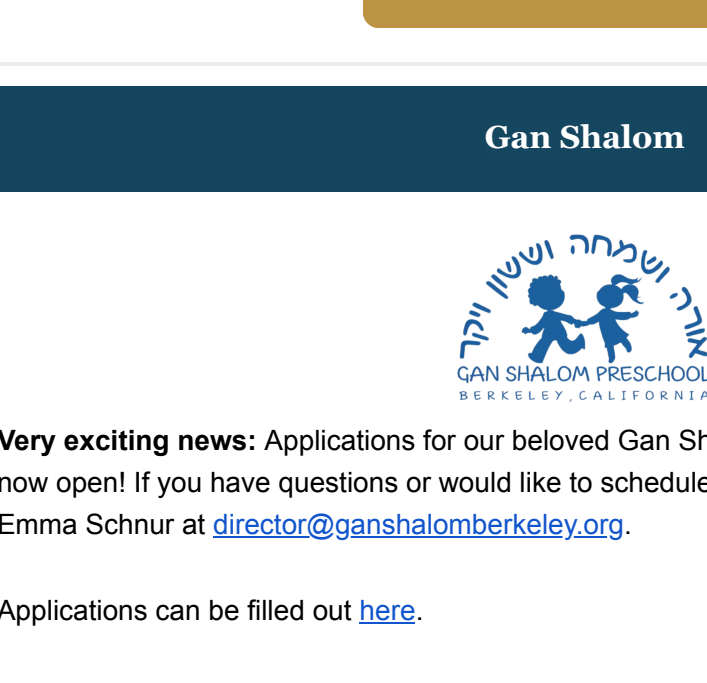 Gan Shalom
אורה ושמחה וששון ויקר
GAN SHALOM PRESCHOOL
BERKELEY, CALIFORNIA
Very exciting news: Applications for our beloved Gan Sh
now open! If you have questions or would like to schedule
Emma Schnur at director@ganshalomberkeley.org.
Applications can be filled out here.